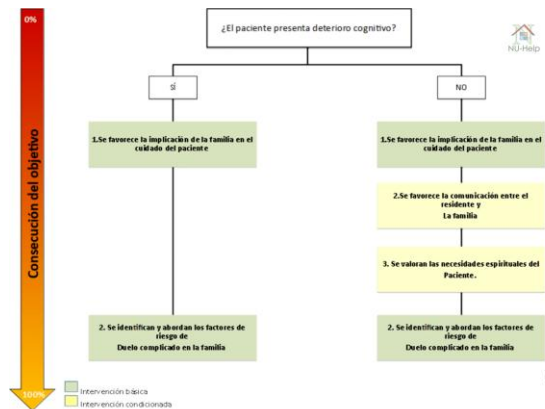 0%
¿El paciente presenta deterioro cognitivo?
NU-Help
SÍ
NO
1.Se favorece la implicación de la familia en el
cuidado del paciente
1.Se favorece la implicación de la familia en el
cuidado del paciente
2.Se favorece la comunicación entre el
residente y
La familia
3. Se valoran las necesidades espirituales del
Paciente.
2. Se identifican y abordan los factores de
riesgo de
Duelo complicado en la familia
2. Se identifican y abordan los factores de
riesgo de
Duelo complicado en la familia
Consecución del objetivo
100%
Intervención básica
Intervención condicionada